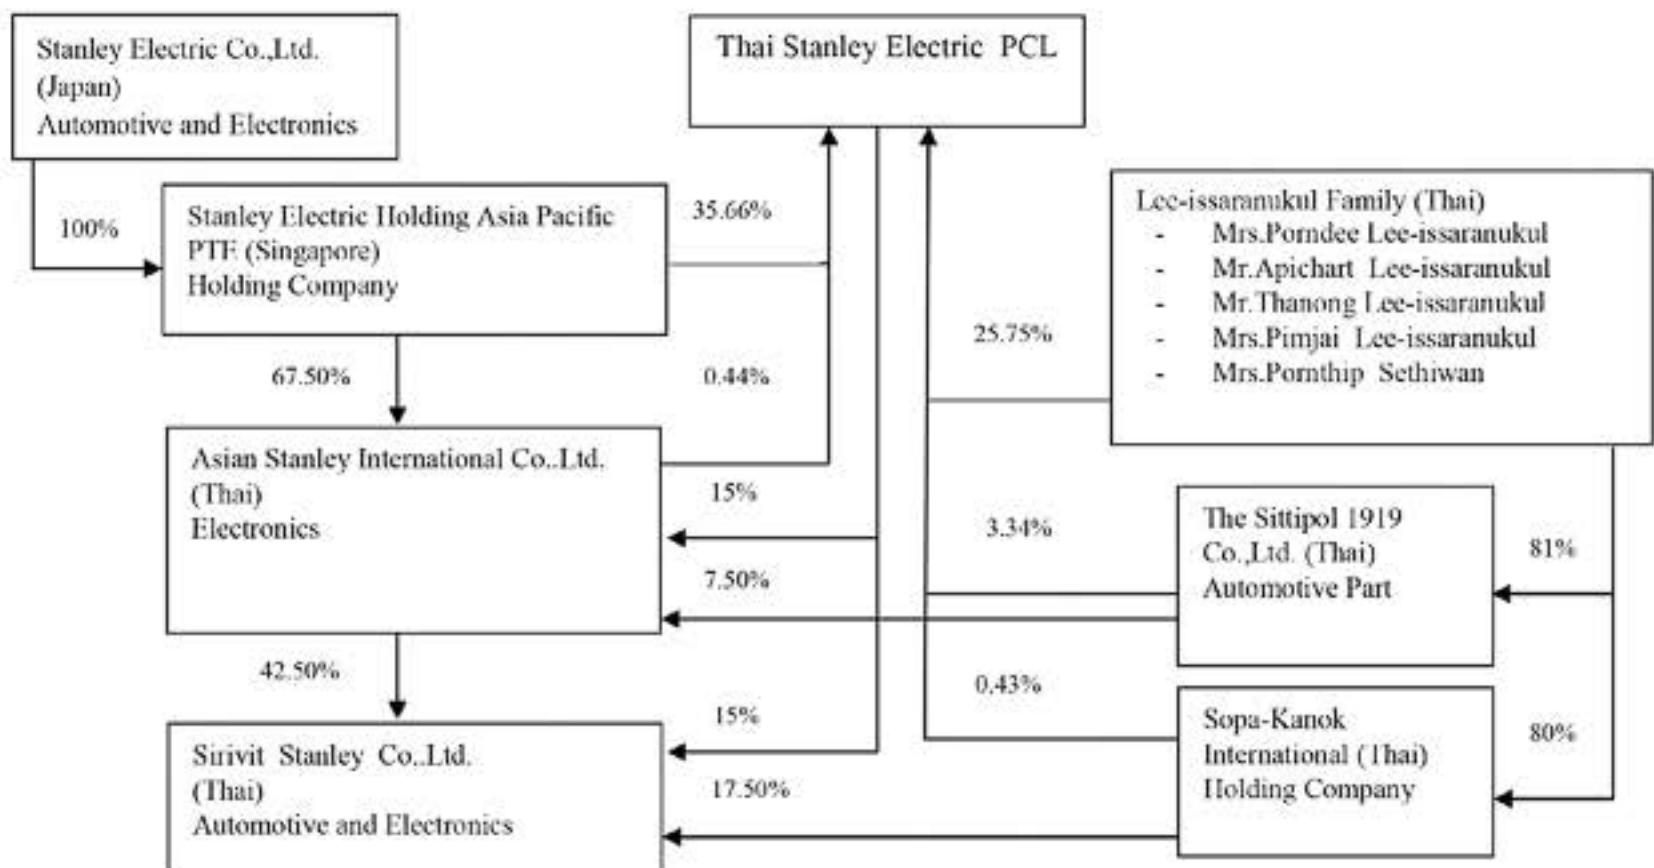 Stanley Electric Co.,Ltd.
(Japan)
Automotive and Electronics
Thai Stanley Electric PCL
100%
Stanley Electric Holding Asia Pacific
PTE (Singapore)
Holding Company
35.66%
Lee-issaranukul Family (Thai)
- Mrs.Porndee Lee-issaranukul
- Mr.Apichart Lee-issaranukul
- Mr.Thanong Lee-issaranukul
- Mrs.Pimjai Lee-issaranukul
- Mrs.Pornthip Sethiwan
25.75%
67.50%
0.44%
Asian Stanley International Co.,Ltd.
(Thai)
Electronics
15%
7.50%
3.34%
The Sittipol 1919
Co.,Ltd. (Thai)
Automotive Part
81%
42.50%
15%
0.43%
Sopa-Kanok
International (Thai)
Holding Company
80%
Sirivit Stanley Co.,Ltd.
(Thai)
Automotive and Electronics
17.50%